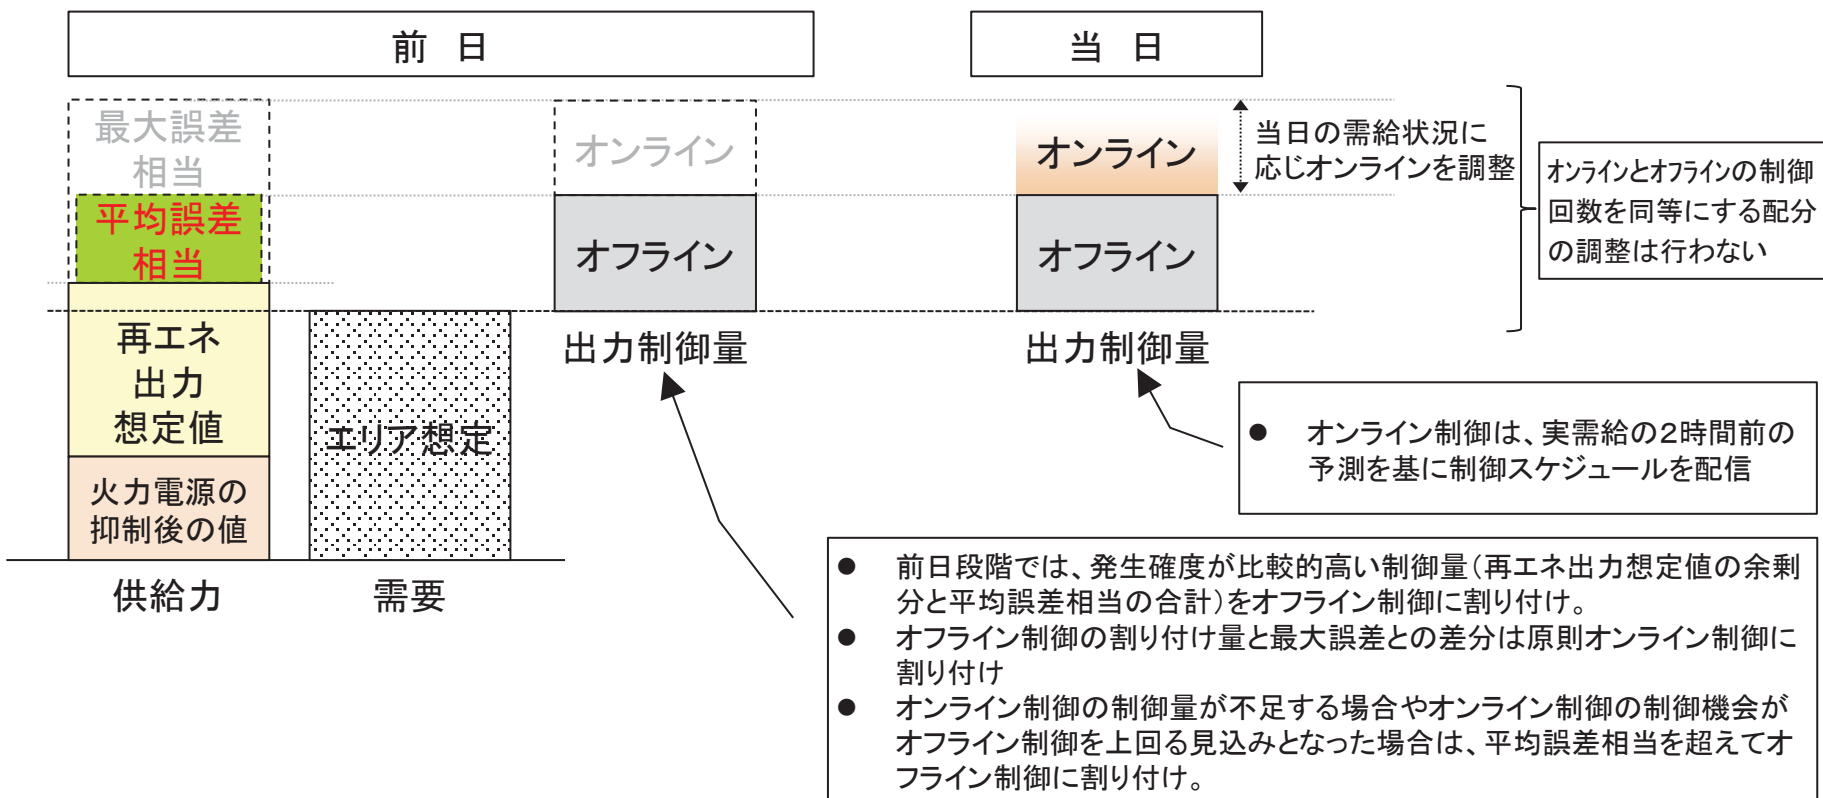 前 日
当 日
最大誤差
相当
平均誤差
相当
再エネ
出力
想定値
火力電源の
抑制後の値
供給力
エリア想定
需要
オンライン
オフライン
出力制御量
オンライン
オフライン
出力制御量
当日の需給状況に
応じオンラインを調整
オンラインとオフラインの制御
回数を同等にする配分
の調整は行わない
● オンライン制御は、実需給の2時間前の
予測を基に制御スケジュールを配信
● 前日段階では、発生確度が比較的高い制御量(再エネ出力想定値の余剰
分と平均誤差相当の合計)をオフライン制御に割り付け。
● オフライン制御の割り付け量と最大誤差との差分は原則オンライン制御に
割り付け
● オンライン制御の制御量が不足する場合やオンライン制御の制御機会が
オフライン制御を上回る見込みとなった場合は、平均誤差相当を超えてオ
フライン制御に割り付け。